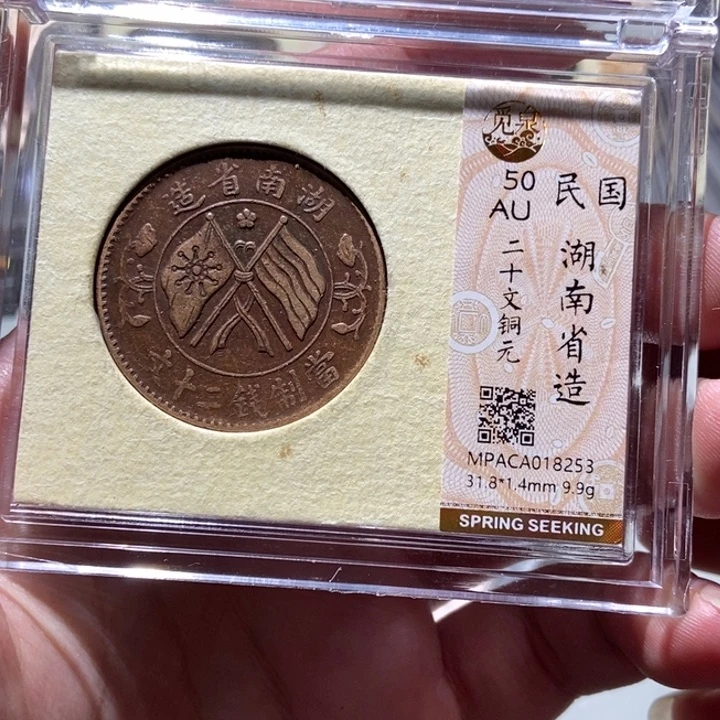 湖南省造
當制錢二十文
觅泉
50
AU
民国
湖南省造
二十文铜元
MPACA018253
31.8*1.4mm 9.9g
SPRING SEEKING